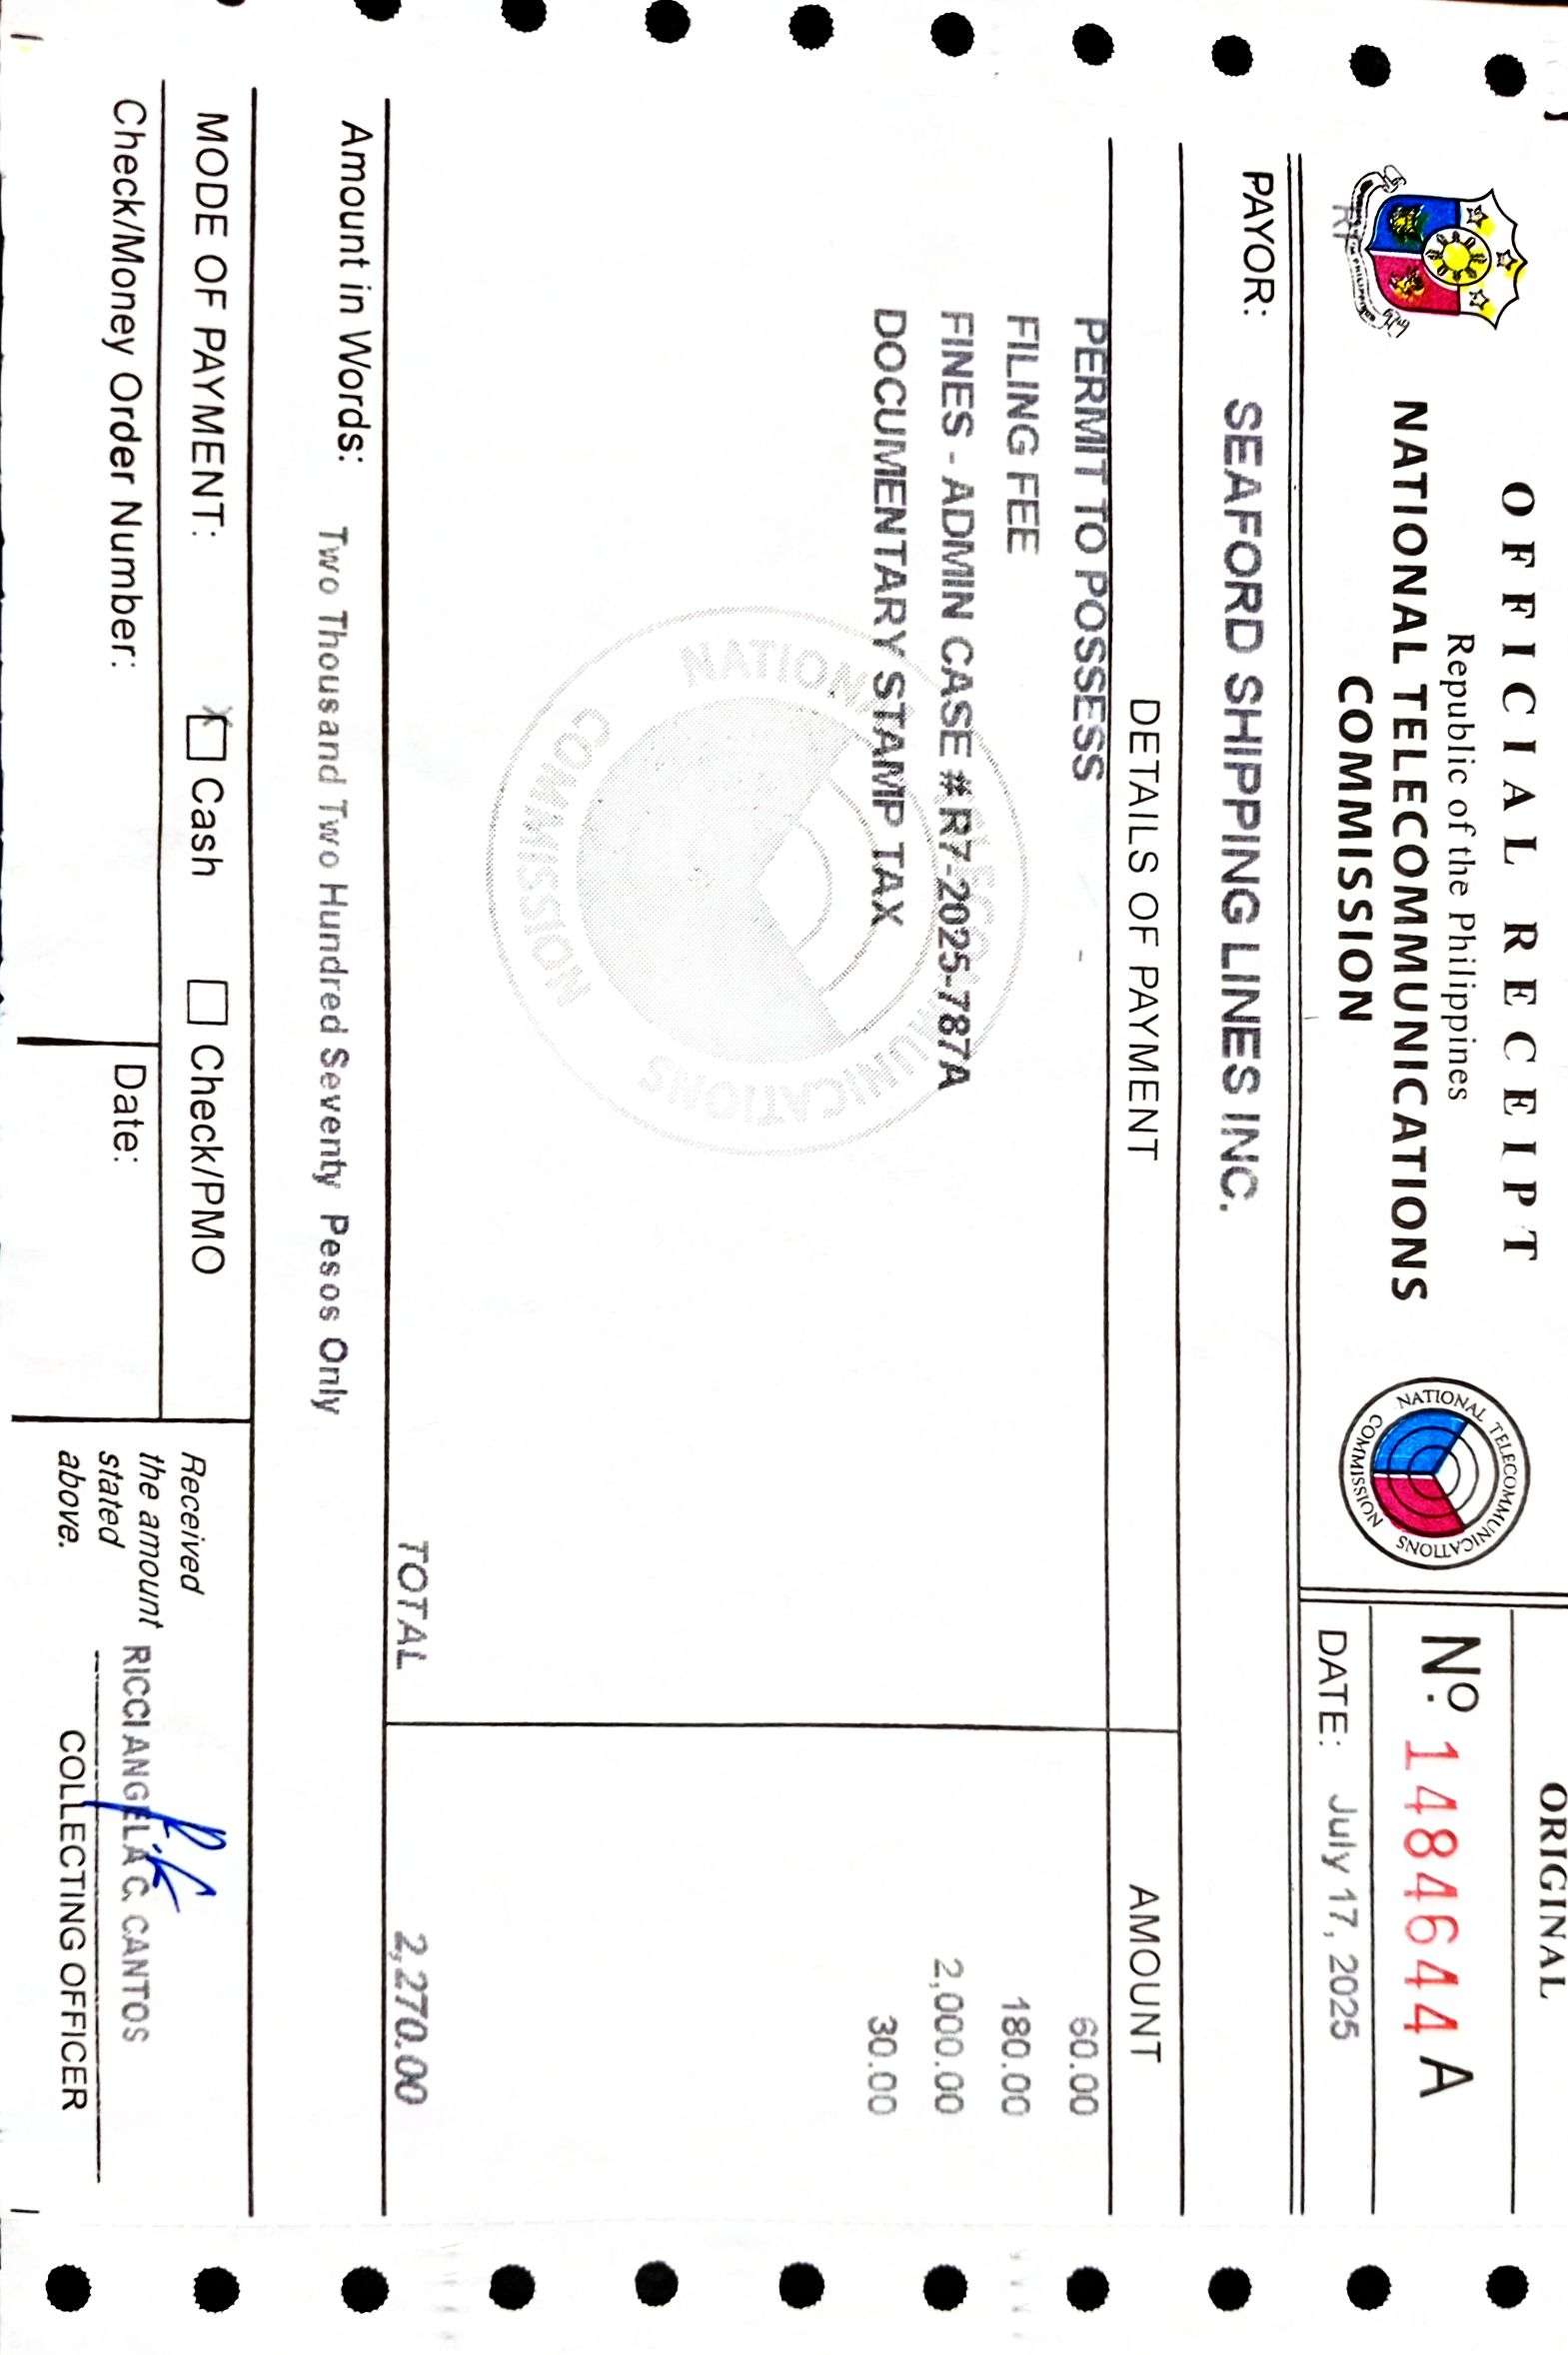 ORIGINAL
OFFICIAL RECEIPT
Republic of the Philippines
NATIONAL TELECOMMUNICATIONS
COMMISSION
NATIONAL TELECOMMUNICATIONS COMMISSION
Nº. 1484644 A
DATE: July 17, 2025
PAYOR: SEAFORD SHIPPING LINES INC.
DETAILS OF PAYMENT AMOUNT
PERMIT TO POSSESS - 60.00
FILING FEE 180.00
FINES - ADMIN CASE # R7-2025-787A 2,000.00
DOCUMENTARY STAMP TAX 30.00
NATIONAL TELECOMMUNICATIONS COMMISSION
TOTAL 2,270.00
Amount in Words: Two Thousand Two Hundred Seventy Pesos Only
MODE OF PAYMENT: X Cash Check/PMO
Check/Money Order Number: Date:
Received
the amount
stated
above.
RICCI ANGELA C. CANTOS
COLLECTING OFFICER